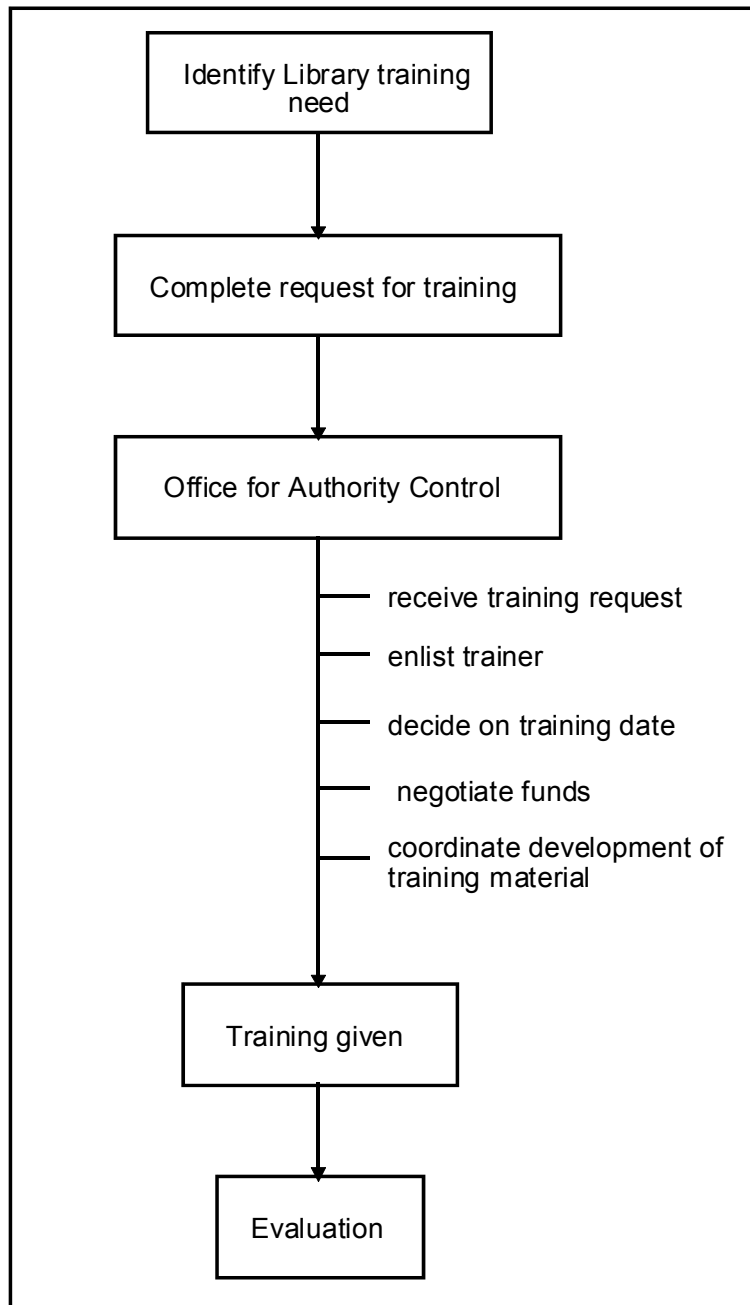 Identify Library training
need
Complete request for training
Office for Authority Control
receive training request
enlist trainer
decide on training date
negotiate funds
coordinate development of
training material
Training given
Evaluation